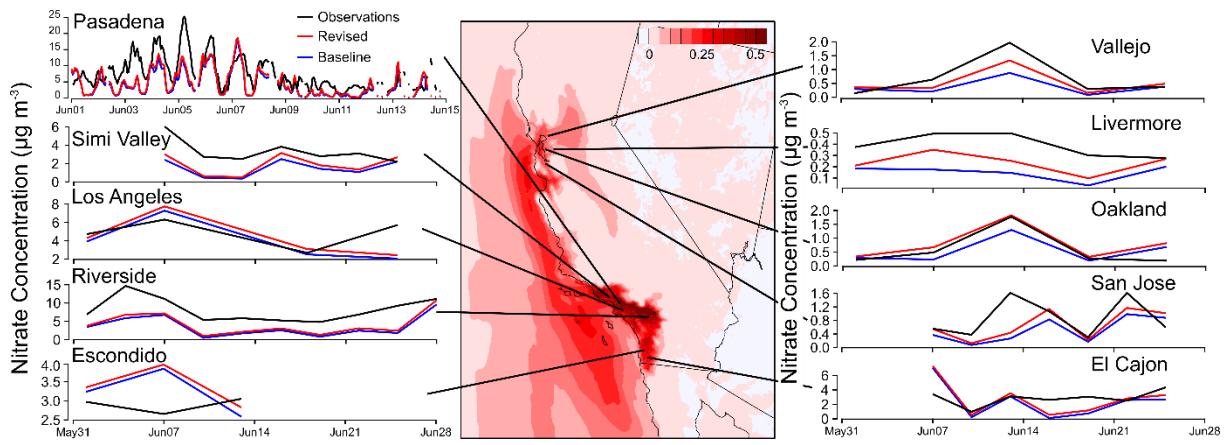 Pasadena
Observations
Revised
Baseline
25
20
15
10
5
0
Jun01
Jun03
Jun05
Jun07
Jun09
Jun11
Jun13
Jun15
Nitrate Concentration (µg m⁻³)
Simi Valley
6
4
2
0
Los Angeles
8
6
4
2
Riverside
15
10
5
0
Escondido
4.0
3.5
3.0
2.5
May31
Jun07
Jun14
Jun21
Jun28
0
0.25
0.5
Nitrate Concentration (µg m⁻³)
Vallejo
2.0
1.5
1.0
0.5
0.0
Livermore
0.5
0.3
0.2
0.1
Oakland
2.0
1.5
1.0
0.5
0.0
San Jose
1.6
1.2
0.8
0.4
0.0
El Cajon
6
4
2
0
May31
Jun07
Jun14
Jun21
Jun28